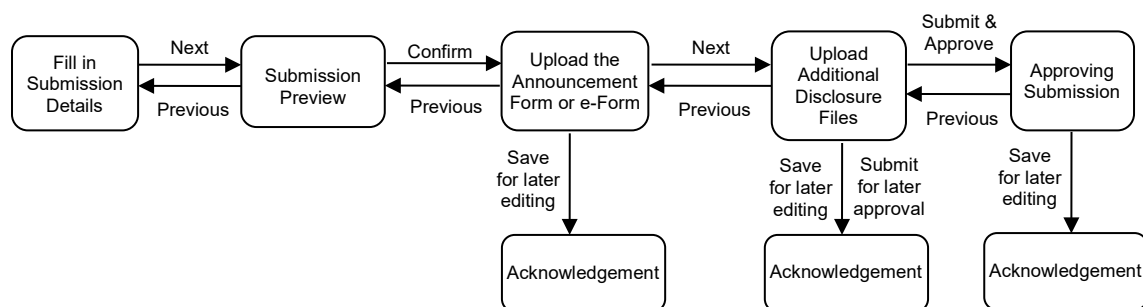 Fill in
Submission
Details
Next
Previous
Submission
Preview
Confirm
Previous
Upload the
Announcement
Form or e-Form
Next
Previous
Upload
Additional
Disclosure
Files
Submit &
Approve
Previous
Approving
Submission
Save
for later
editing
Save
for later
editing
Submit
for later
approval
Save
for later
editing
Acknowledgement
Acknowledgement
Acknowledgement